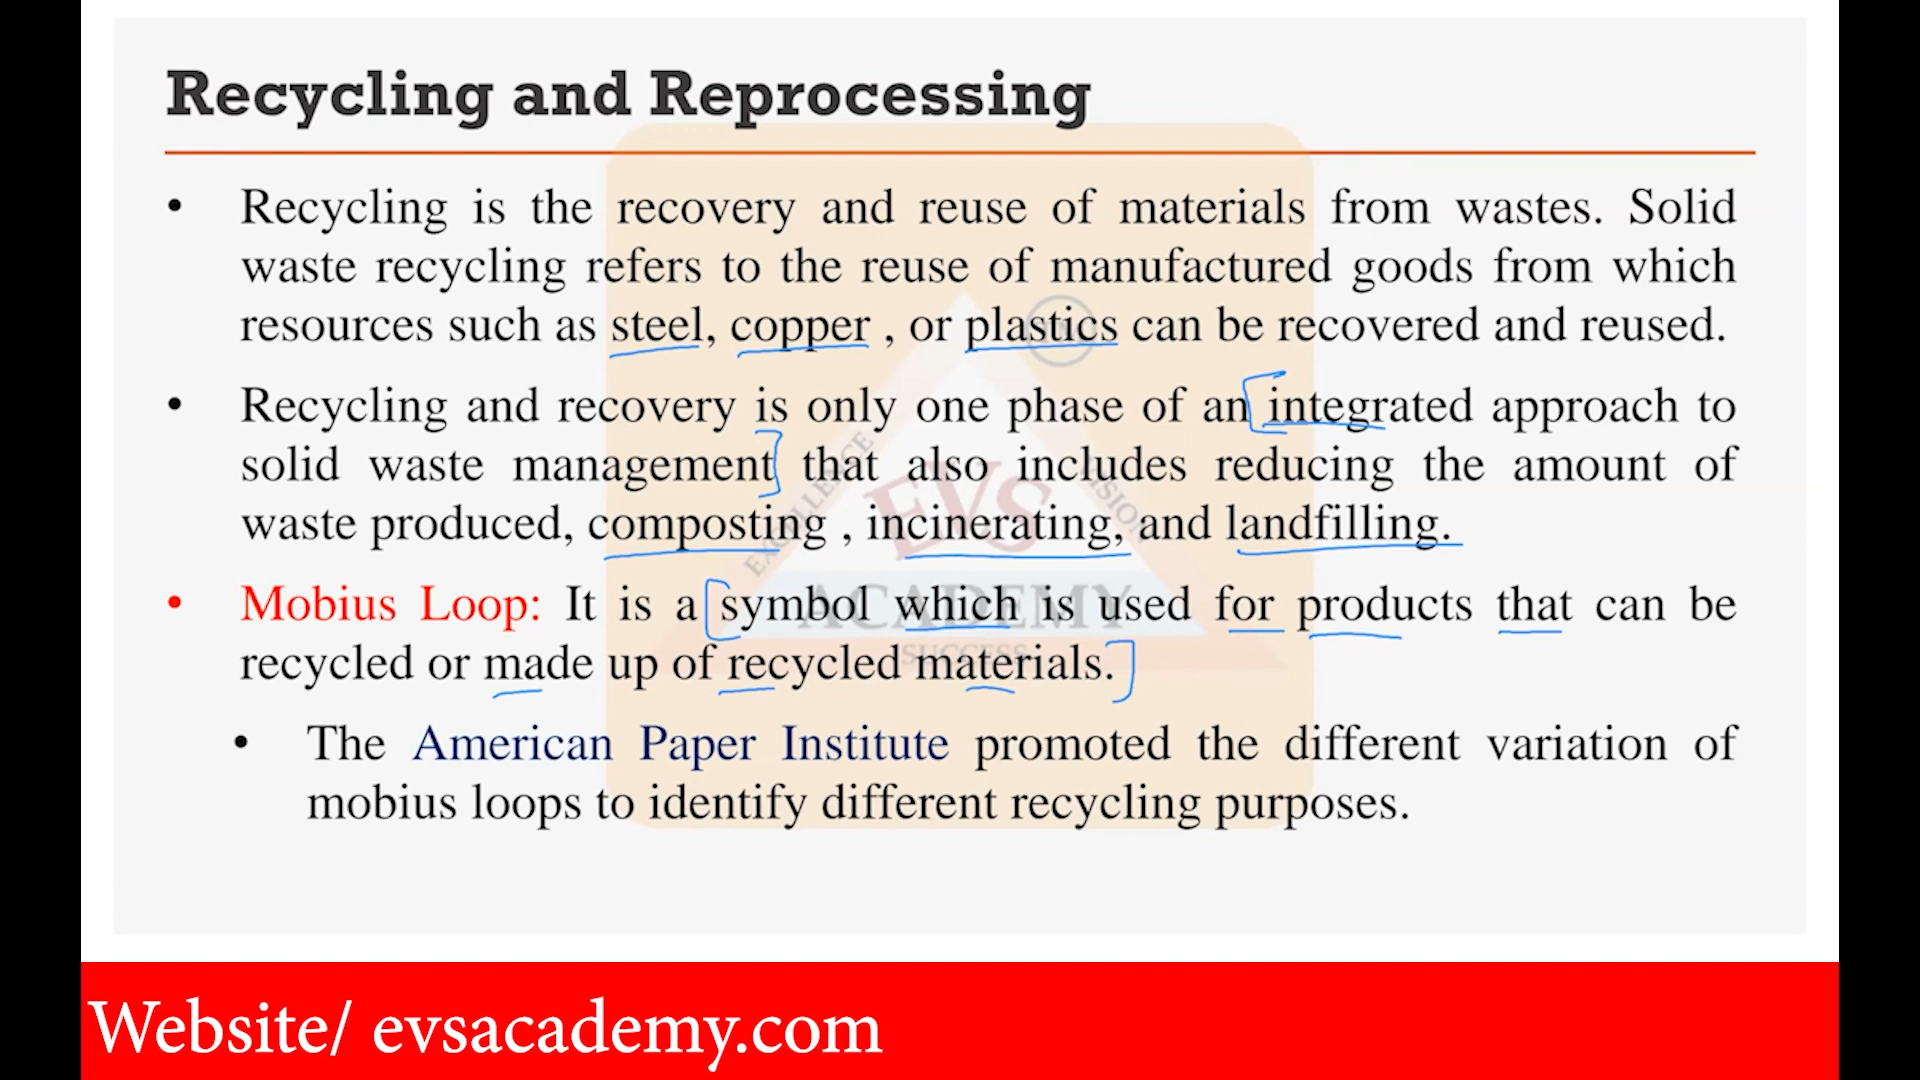 Recycling and Reprocessing
• Recycling is the recovery and reuse of materials from wastes. Solid
waste recycling refers to the reuse of manufactured goods from which
resources such as steel, copper , or plastics can be recovered and reused.
• Recycling and recovery is only one phase of an integrated approach to
solid waste management that also includes reducing the amount of
waste produced, composting , incinerating, and landfilling.
• Mobius Loop: It is a symbol which is used for products that can be
recycled or made up of recycled materials.
• The American Paper Institute promoted the different variation of
mobius loops to identify different recycling purposes.
EXCELLENCE
VISION
EVS
ACADEMY
SUCCESS
Website/ evsacademy.com